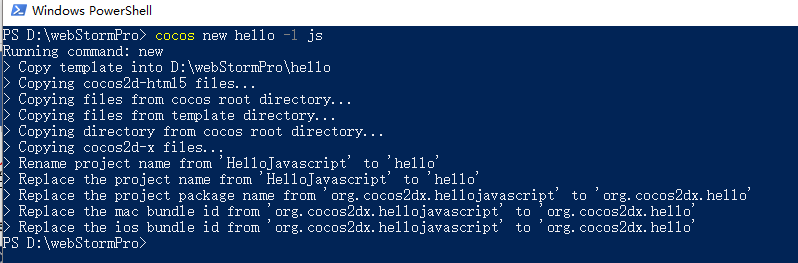 Windows PowerShell
PS D:\webStormPro> cocos new hello -l js
Running command: new
> Copy template into D:\webStormPro\hello
> Copying cocos2d-html5 files...
> Copying files from cocos root directory...
> Copying files from template directory...
> Copying directory from cocos root directory...
> Copying cocos2d-x files...
> Rename project name from 'HelloJavascript' to 'hello'
> Replace the project name from 'HelloJavascript' to 'hello'
> Replace the project package name from 'org.cocos2dx.hellojavascript' to 'org.cocos2dx.hello'
> Replace the mac bundle id from 'org.cocos2dx.hellojavascript' to 'org.cocos2dx.hello'
> Replace the ios bundle id from 'org.cocos2dx.hellojavascript' to 'org.cocos2dx.hello'
PS D:\webStormPro>